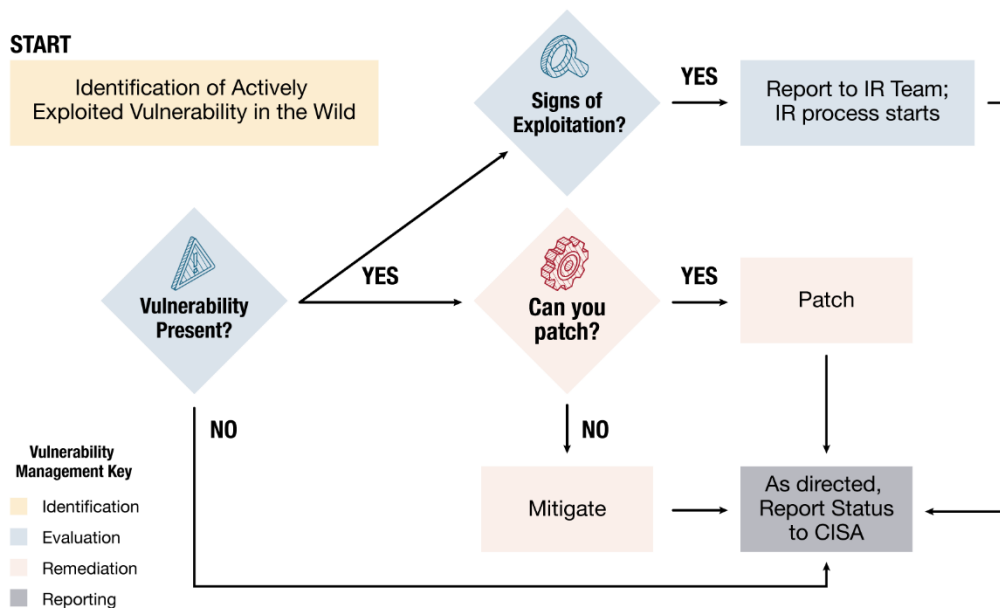 START
Identification of Actively
Exploited Vulnerability in the Wild
Signs of
Exploitation?
YES
Report to IR Team;
IR process starts
Vulnerability
Present?
YES
Can you
patch?
YES
Patch
NO
NO
Mitigate
As directed,
Report Status
to CISA
Vulnerability
Management Key
Identification
Evaluation
Remediation
Reporting